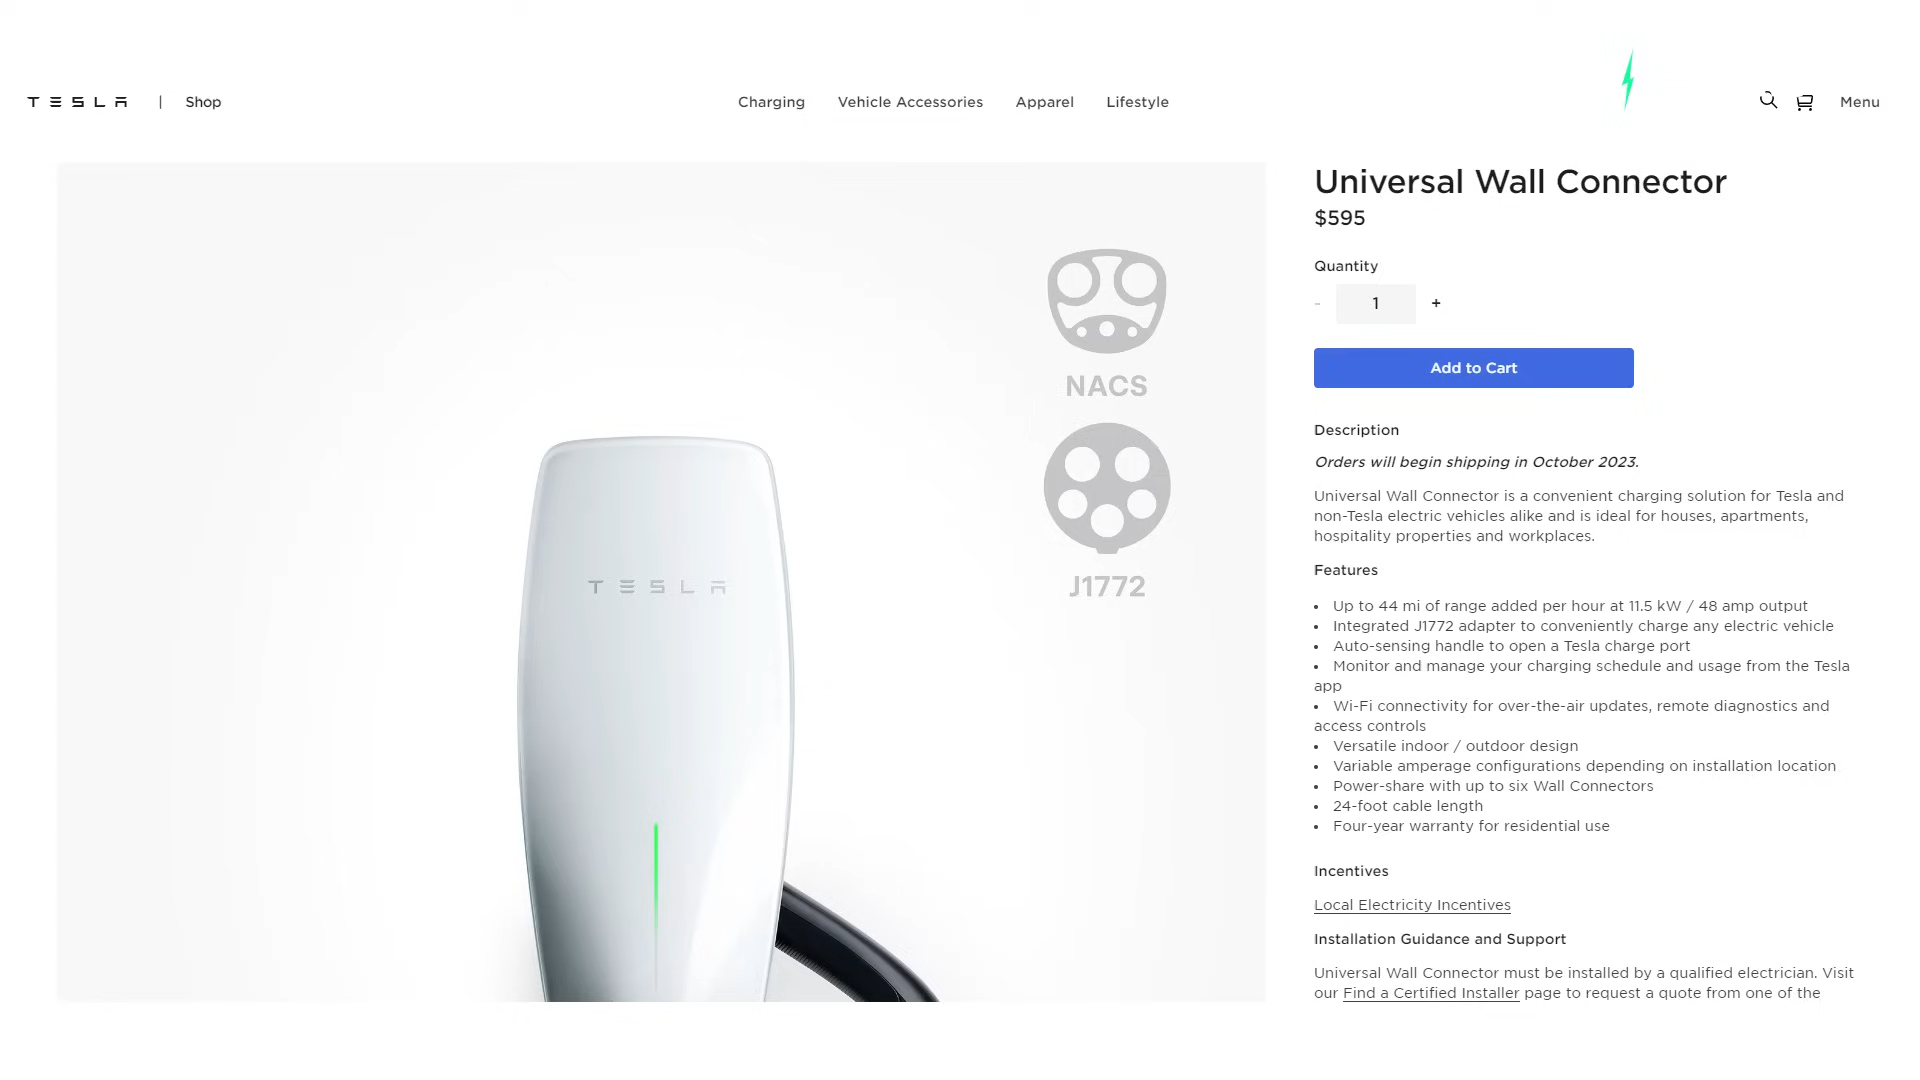 TESLA | Shop
Charging Vehicle Accessories Apparel Lifestyle
Menu
NACS
J1772
TESLA
Universal Wall Connector
$595
Quantity
- 1 +
Add to Cart
Description
Orders will begin shipping in October 2023.
Universal Wall Connector is a convenient charging solution for Tesla and
non-Tesla electric vehicles alike and is ideal for houses, apartments,
hospitality properties and workplaces.
Features
• Up to 44 mi of range added per hour at 11.5 kW / 48 amp output
• Integrated J1772 adapter to conveniently charge any electric vehicle
• Auto-sensing handle to open a Tesla charge port
• Monitor and manage your charging schedule and usage from the Tesla
app
• Wi-Fi connectivity for over-the-air updates, remote diagnostics and
access controls
• Versatile indoor / outdoor design
• Variable amperage configurations depending on installation location
• Power-share with up to six Wall Connectors
• 24-foot cable length
• Four-year warranty for residential use
Incentives
Local Electricity Incentives
Installation Guidance and Support
Universal Wall Connector must be installed by a qualified electrician. Visit
our Find a Certified Installer page to request a quote from one of the